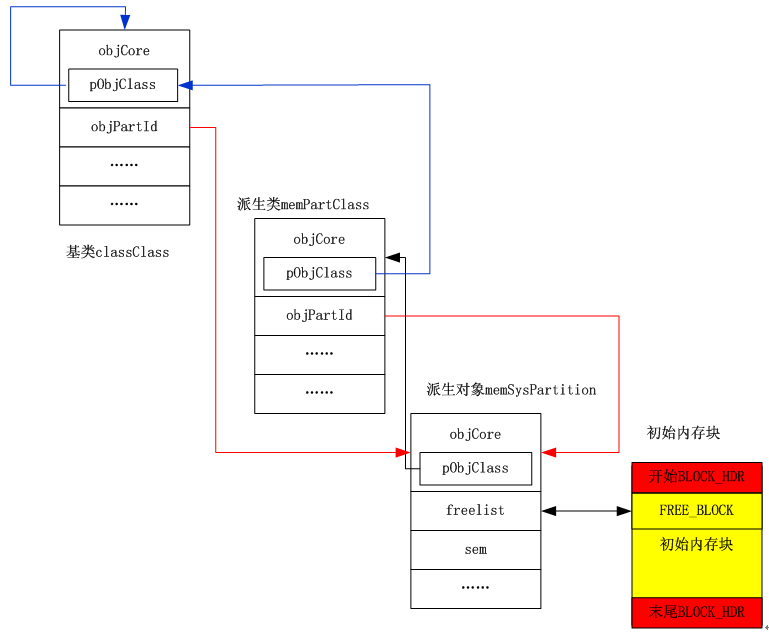 objCore
pObjClass
objPartId
……
……
基类classClass
派生类memPartClass
objCore
pObjClass
objPartId
……
……
派生对象memSysPartition
objCore
pObjClass
freelist
sem
……
初始内存块
开始BLOCK_HDR
FREE_BLOCK
初始内存块
末尾BLOCK_HDR